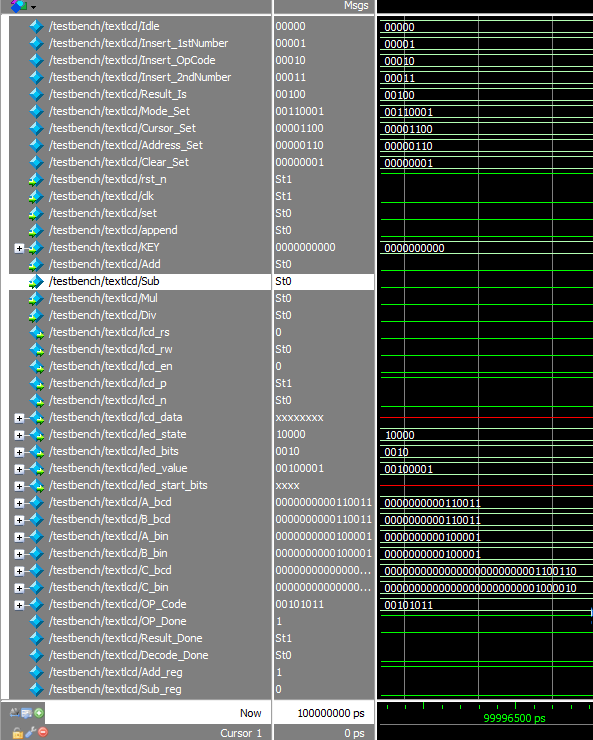 Msgs
/testbench/textlcd/Idle 00000 00000
/testbench/textlcd/Insert_1stNumber 00001 00001
/testbench/textlcd/Insert_OpCode 00010 00010
/testbench/textlcd/Insert_2ndNumber 00011 00011
/testbench/textlcd/Result_Is 00100 00100
/testbench/textlcd/Mode_Set 00110001 00110001
/testbench/textlcd/Cursor_Set 00001100 00001100
/testbench/textlcd/Address_Set 00000110 00000110
/testbench/textlcd/Clear_Set 00000001 00000001
/testbench/textlcd/rst_n St1
/testbench/textlcd/clk St1
/testbench/textlcd/set St0
/testbench/textlcd/append St0
/testbench/textlcd/KEY 0000000000 0000000000
/testbench/textlcd/Add St0
/testbench/textlcd/Sub St0
/testbench/textlcd/Mul St0
/testbench/textlcd/Div St0
/testbench/textlcd/lcd_rs 0
/testbench/textlcd/lcd_rw St0
/testbench/textlcd/lcd_en 0
/testbench/textlcd/lcd_p St1
/testbench/textlcd/lcd_n St0
/testbench/textlcd/lcd_data xxxxxxxx
/testbench/textlcd/led_state 10000 10000
/testbench/textlcd/led_bits 0010 0010
/testbench/textlcd/led_value 00100001 00100001
/testbench/textlcd/led_start_bits xxxx
/testbench/textlcd/A_bcd 0000000000110011 0000000000110011
/testbench/textlcd/B_bcd 0000000000110011 0000000000110011
/testbench/textlcd/A_bin 0000000000100001 0000000000100001
/testbench/textlcd/B_bin 0000000000100001 0000000000100001
/testbench/textlcd/C_bcd 0000000000000... 00000000000000000000000001100110
/testbench/textlcd/C_bin 0000000000000... 00000000000000000000000001000010
/testbench/textlcd/OP_Code 00101011 00101011
/testbench/textlcd/OP_Done 1
/testbench/textlcd/Result_Done St1
/testbench/textlcd/Decode_Done St0
/testbench/textlcd/Add_reg 1
/testbench/textlcd/Sub_reg 0
Now 100000000 ps 99996500 ps
Cursor 1 0 ps